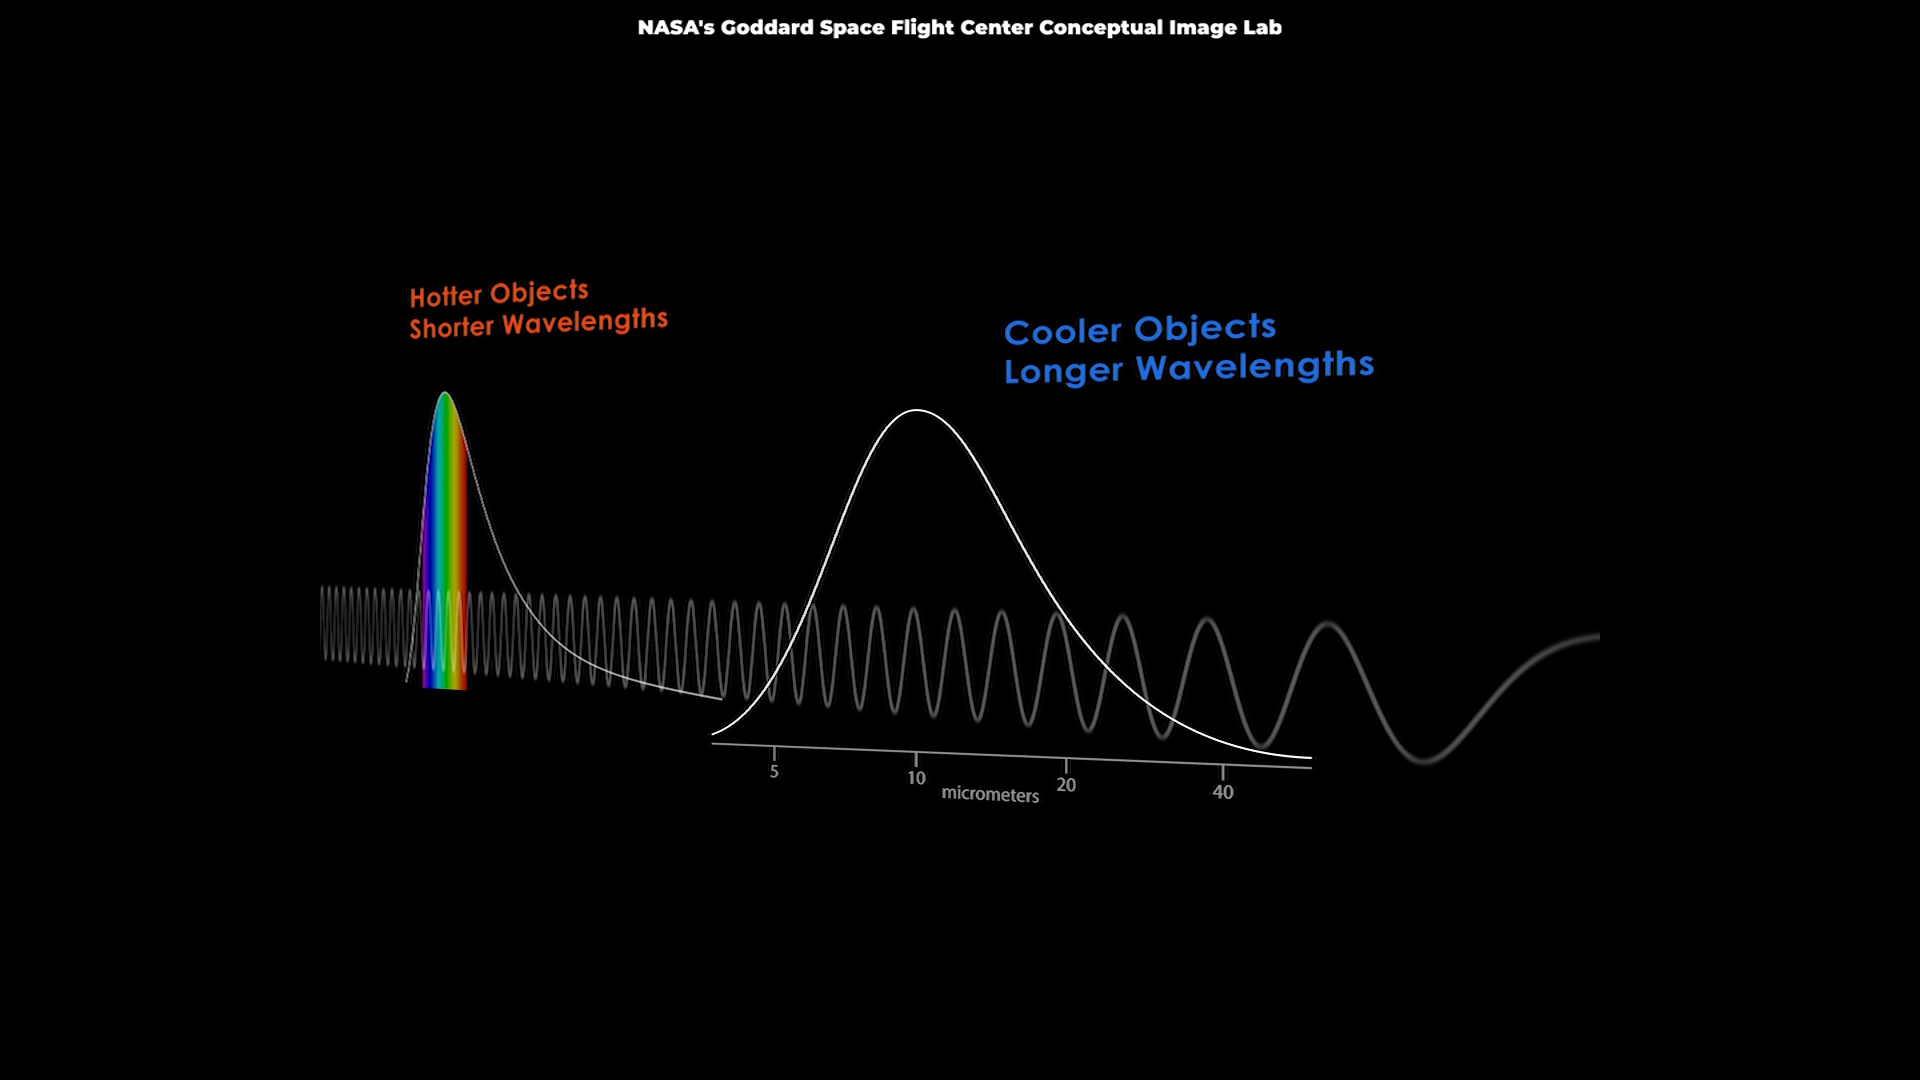 NASA's Goddard Space Flight Center Conceptual Image Lab
Hotter Objects
Shorter Wavelengths
Cooler Objects
Longer Wavelengths
5 10 20 40
micrometers